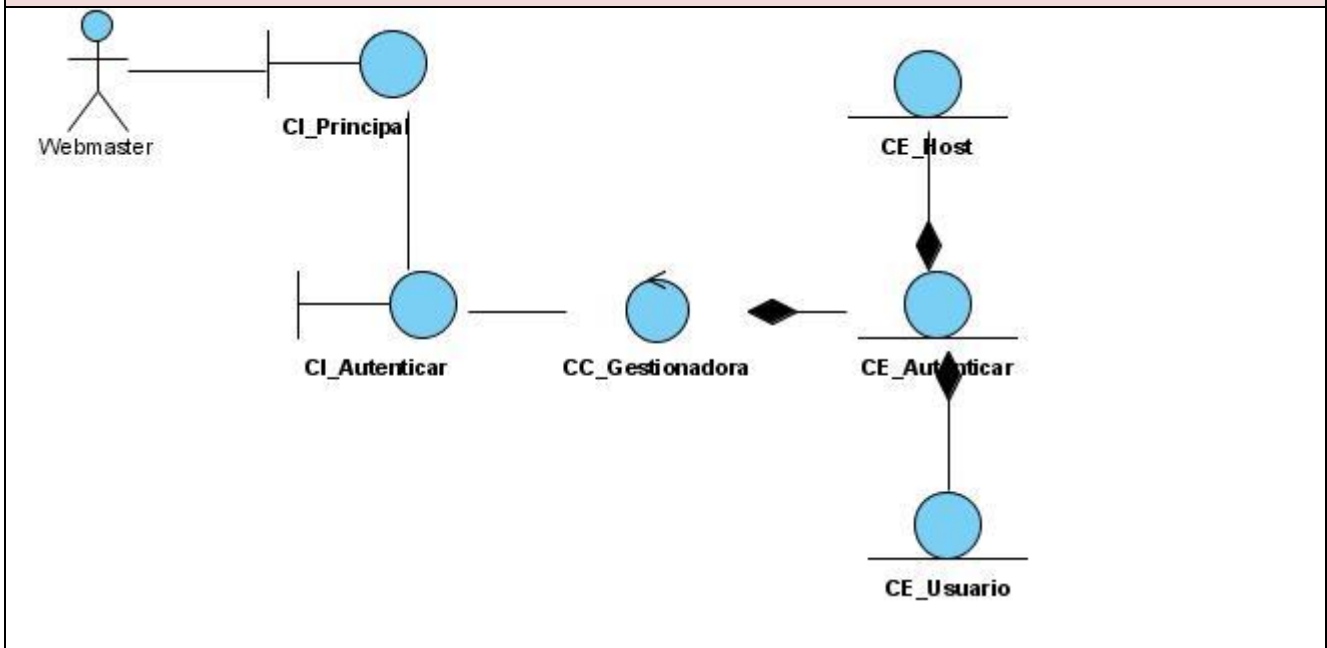 Webmaster
CI_Principal
CE_Host
CI_Autenticar
CC_Gestionadora
CE_Autenticar
CE_Usuario